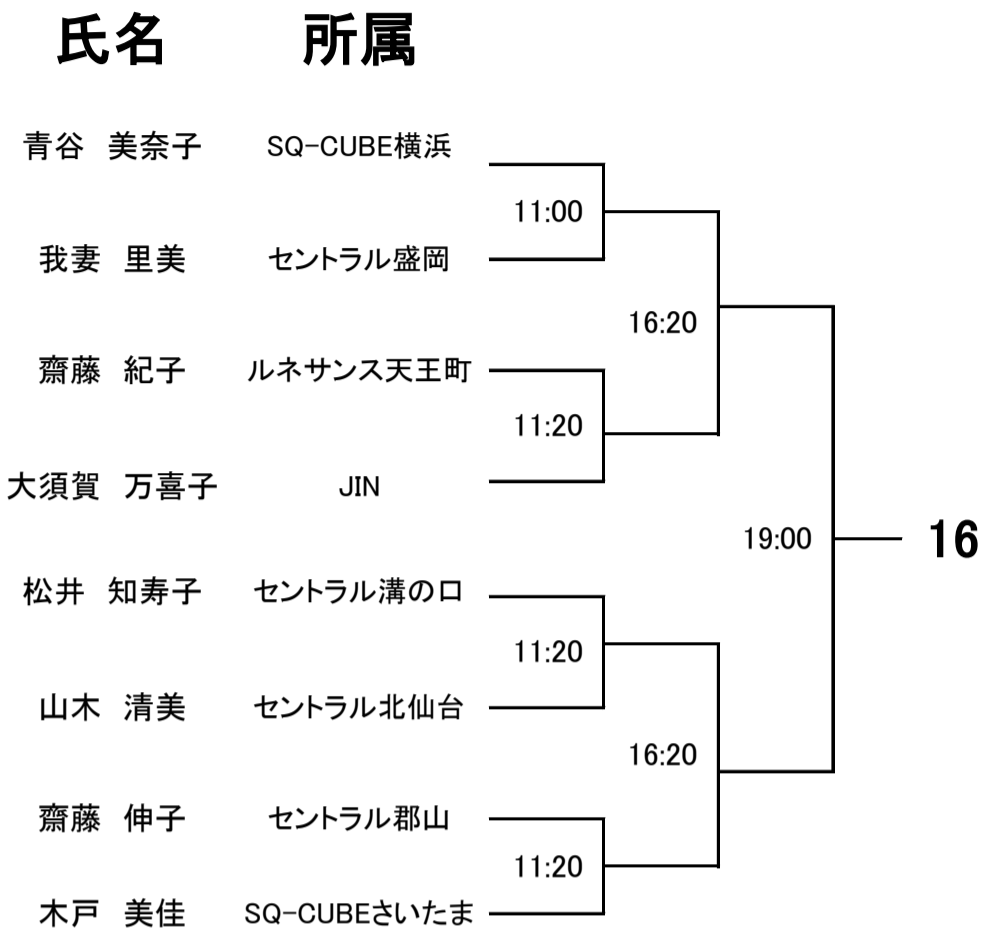 氏名 所属
青谷 美奈子 SQ-CUBE横浜
11:00
我妻 里美 セントラル盛岡
16:20
齋藤 紀子 ルネサンス天王町
11:20
大須賀 万喜子 JIN
19:00 16
松井 知寿子 セントラル溝の口
11:20
山木 清美 セントラル北仙台
16:20
齋藤 伸子 セントラル郡山
11:20
木戸 美佳 SQ-CUBEさいたま